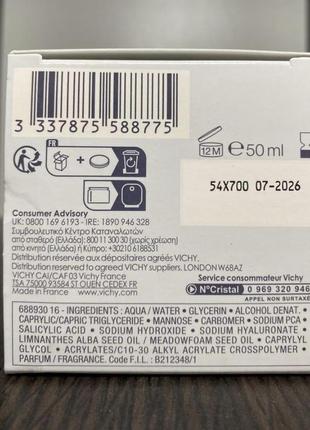 3 337875 588775
12M
e 50 ml
FR
54X700 07-2026
Consumer Advisory
UK: 0800 169 6193 - IRE: 1890 946 328
Συμβουλευτικό Κέντρο Καταναλωτών
από σταθερό (Ελλάδα): 800 11 300 30 (χωρίς χρέωση)
από κινητό (Ελλάδα) ή Κύπρο: +30210 6188531
Distribution réservée aux dépositaires agréés VICHY.
Distribution reserved to agreed VICHY suppliers. LONDON W6 8AZ
VICHY CAI/CAF 03 Vichy France
TSA 75000 93584 ST OUEN CEDEX FR
Made in France www.vichy.com
Service consommateur Vichy
N°Cristal 0 969 320 946
APPEL NON SURTAXÉ
688930 16 - INGREDIENTS : AQUA / WATER • GLYCERIN • ALCOHOL DENAT. •
CAPRYLIC/CAPRIC TRIGLYCERIDE • MANNOSE • CARBOMER • SODIUM PCA •
SALICYLIC ACID • SODIUM HYDROXIDE • SODIUM HYALURONATE •
LIMNANTHES ALBA SEED OIL / MEADOWFOAM SEED OIL • CAPRYLYL
GLYCOL • ACRYLATES/C10-30 ALKYL ACRYLATE CROSSPOLYMER •
PARFUM / FRAGRANCE. F.I.L. B212348/1